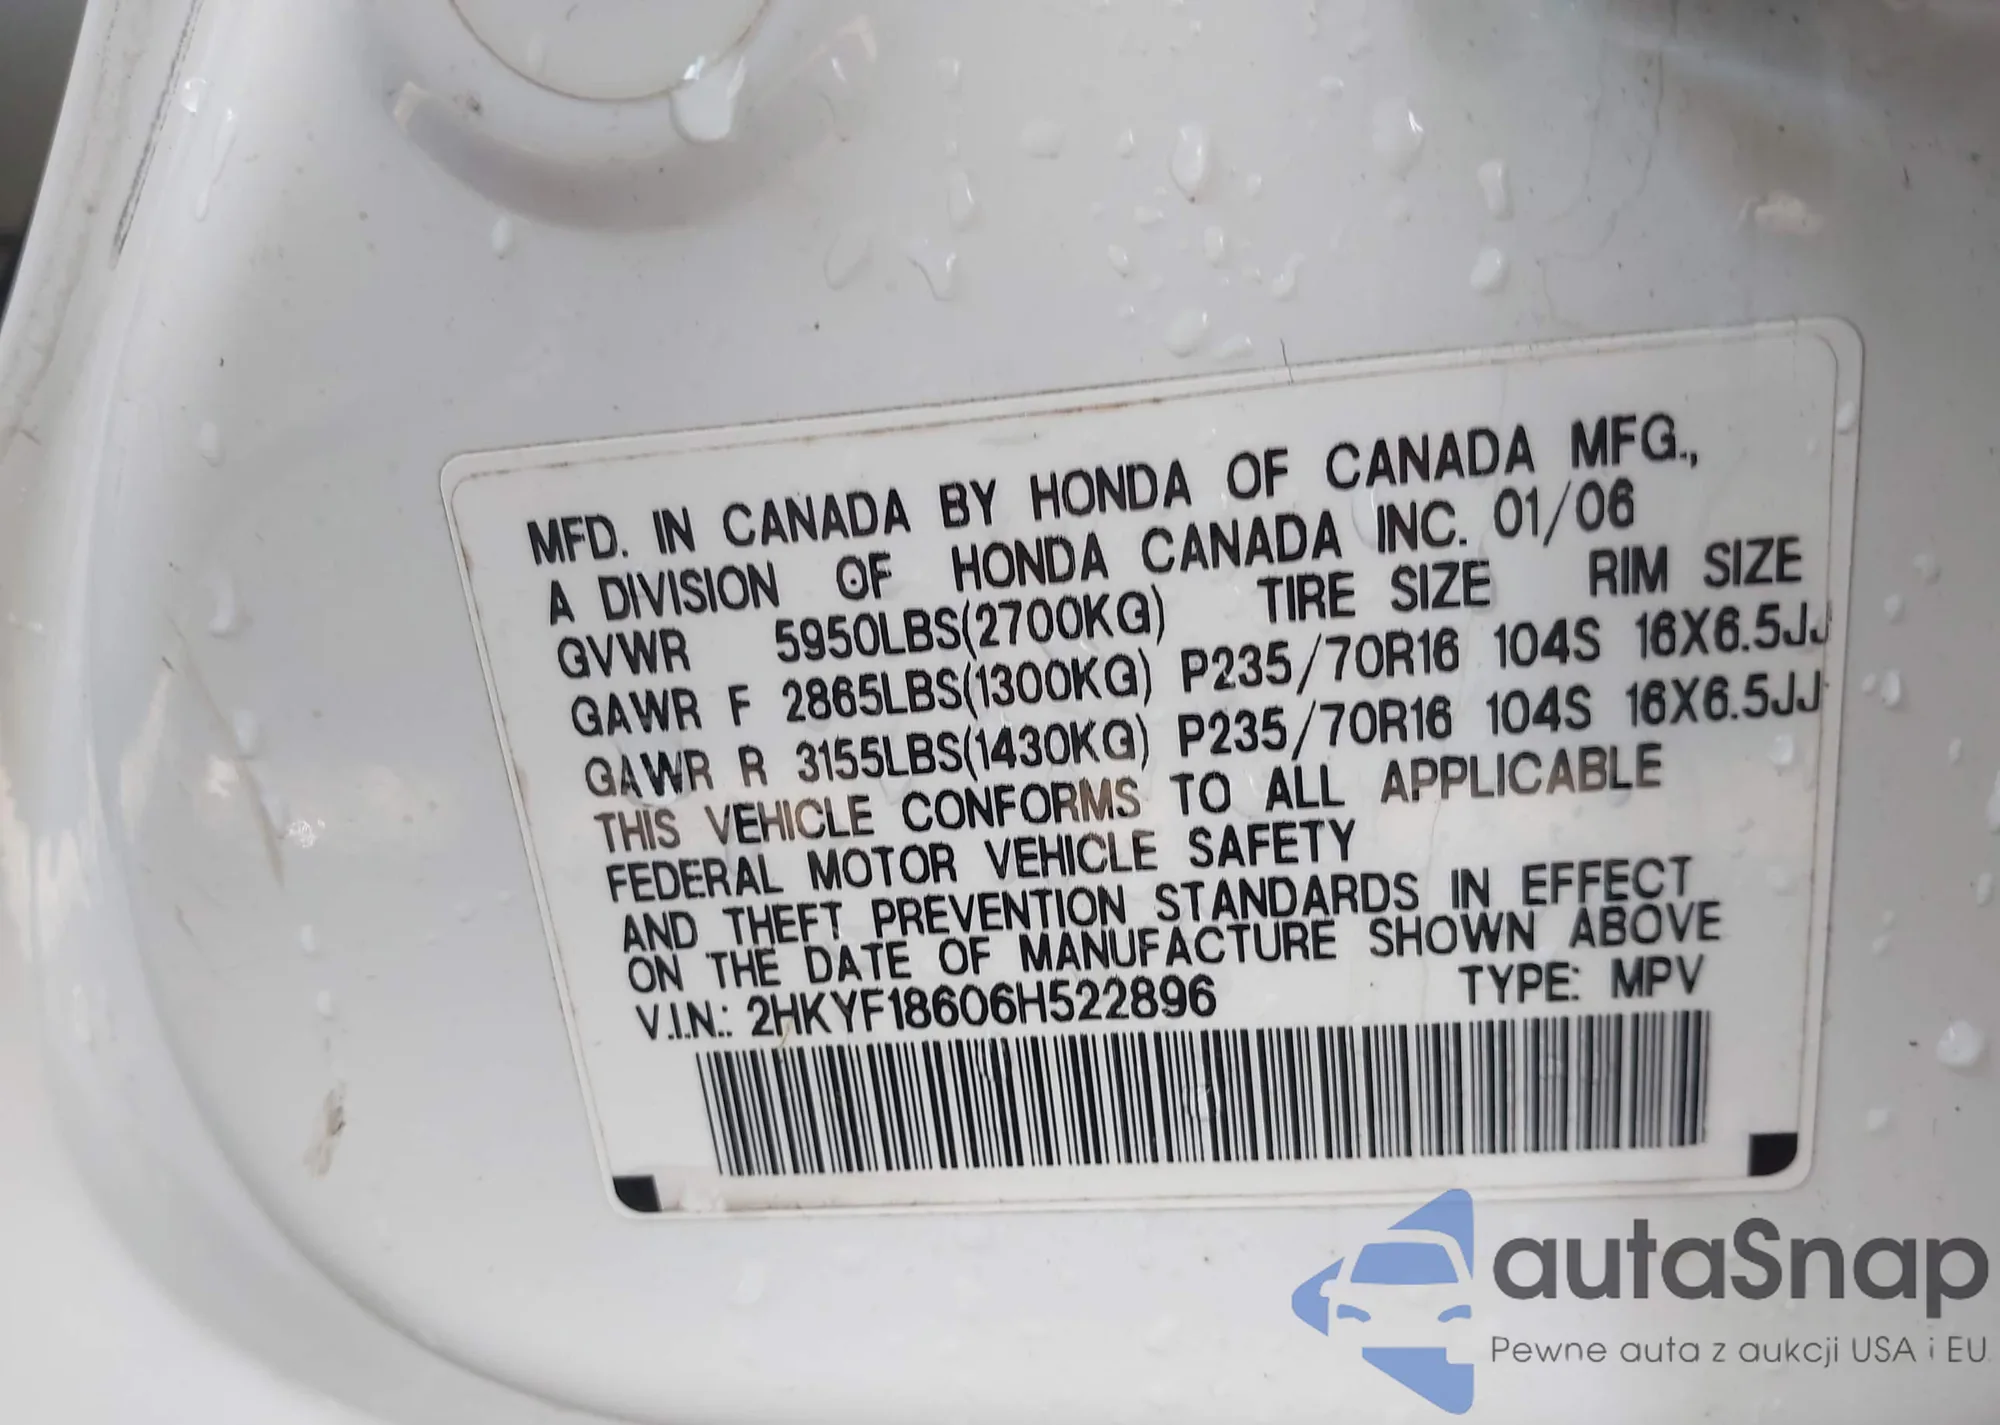 MFD. IN CANADA BY HONDA OF CANADA MFG.,
A DIVISION OF HONDA CANADA INC. 01/06
GVWR 5950LBS(2700KG) TIRE SIZE RIM SIZE
GAWR F 2865LBS(1300KG) P235/70R16 104S 16X6.5JJ
GAWR R 3155LBS(1430KG) P235/70R16 104S 16X6.5JJ
THIS VEHICLE CONFORMS TO ALL APPLICABLE
FEDERAL MOTOR VEHICLE SAFETY
AND THEFT PREVENTION STANDARDS IN EFFECT
ON THE DATE OF MANUFACTURE SHOWN ABOVE
V.I.N.: 2HKYF18606H522896 TYPE: MPV
autaSnap
Pewne auta z aukcji USA i EU